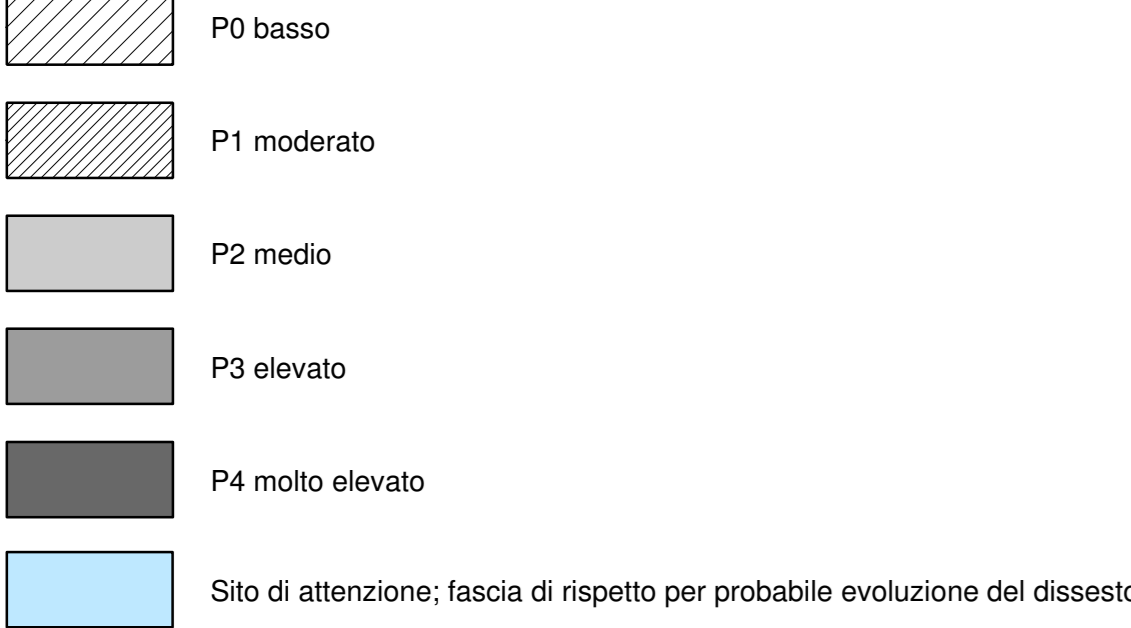 P0 basso
P1 moderato
P2 medio
P3 elevato
P4 molto elevato
Sito di attenzione; fascia di rispetto per probabile evoluzione del dissesto